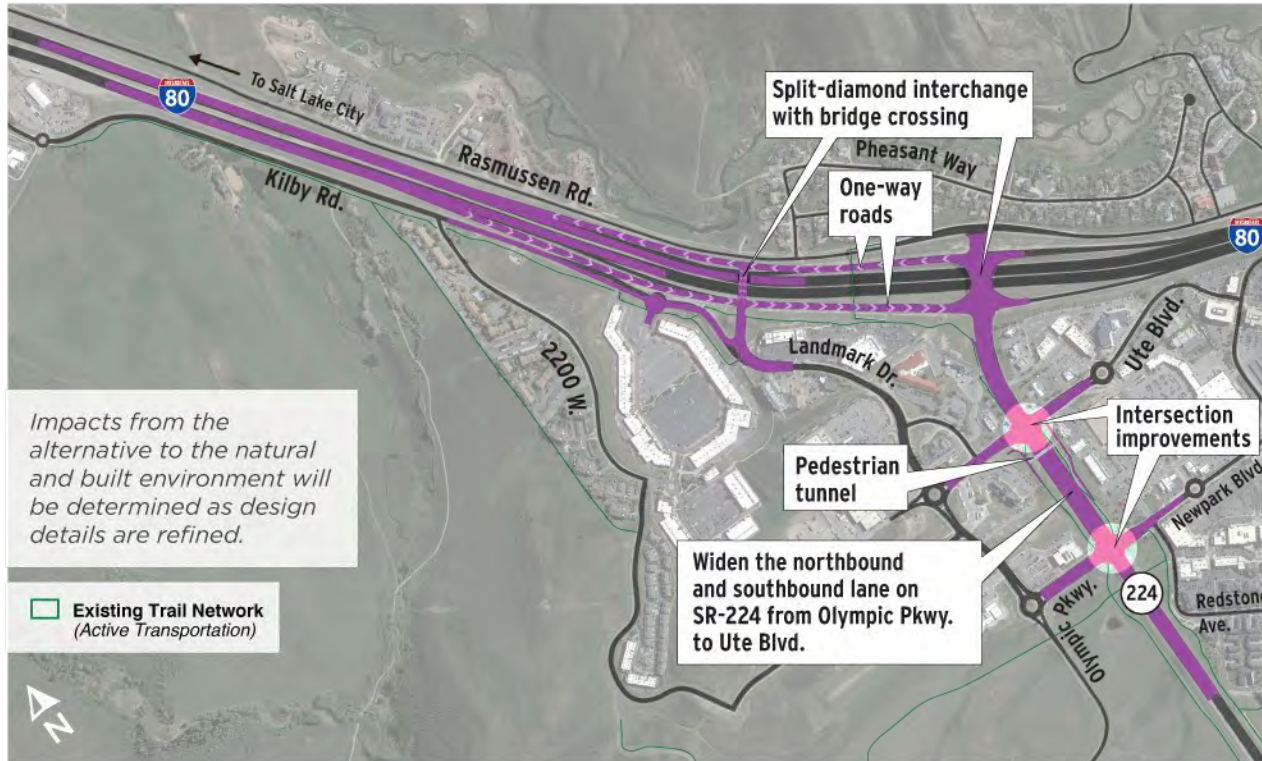 To Salt Lake City
INTERSTATE
80
Rasmussen Rd.
Kilby Rd.
Split-diamond interchange
with bridge crossing
Pheasant Way
One-way
roads
80
2200 W.
Landmark Dr.
Ute Blvd.
Intersection
improvements
Pedestrian
tunnel
Newpark Blvd
Widen the northbound
and southbound lane on
SR-224 from Olympic Pkwy.
to Ute Blvd.
Olympic Pkwy.
224
Redstone
Ave.
Impacts from the
alternative to the natural
and built environment will
be determined as design
details are refined.
Existing Trail Network
(Active Transportation)
N